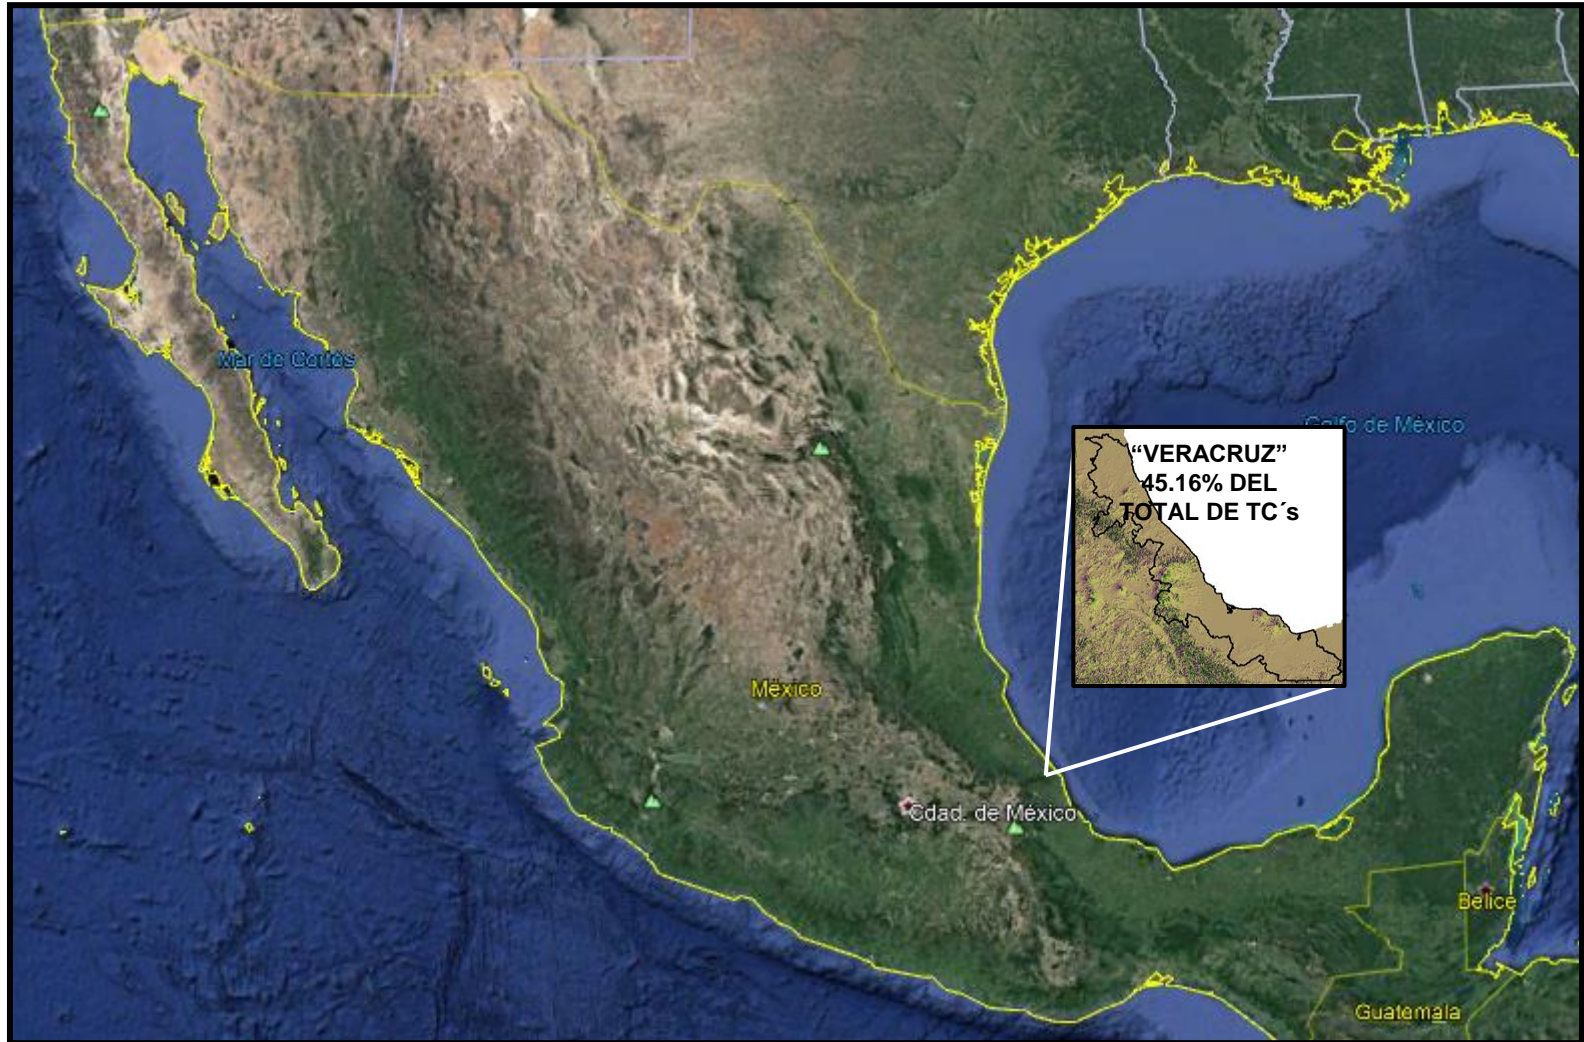 Mar de Cortés
Golfo de México
“VERACRUZ”
45.16% DEL
TOTAL DE TC´s
México
Cdad. de México
Belice
Guatemala